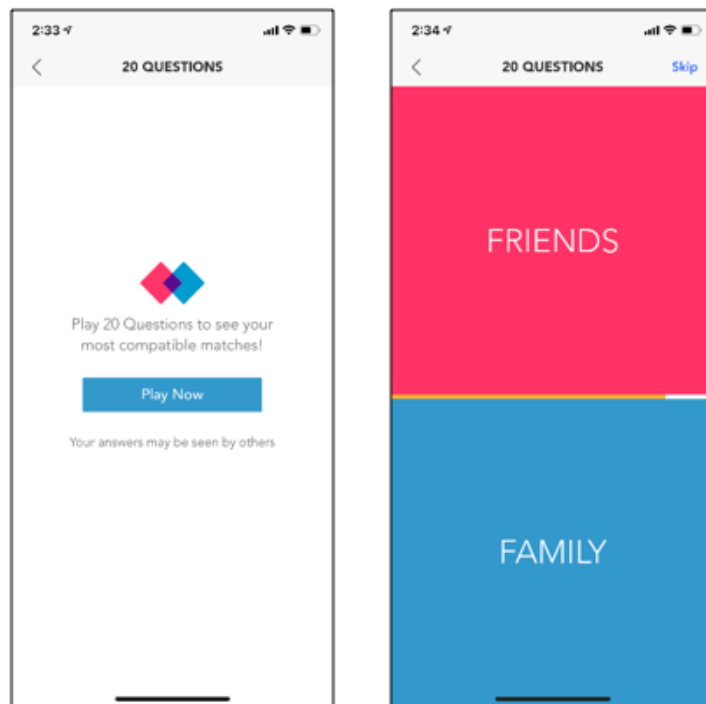 2:33
20 QUESTIONS
Play 20 Questions to see your
most compatible matches!
Play Now
Your answers may be seen by others
2:34
20 QUESTIONS
Skip
FRIENDS
FAMILY